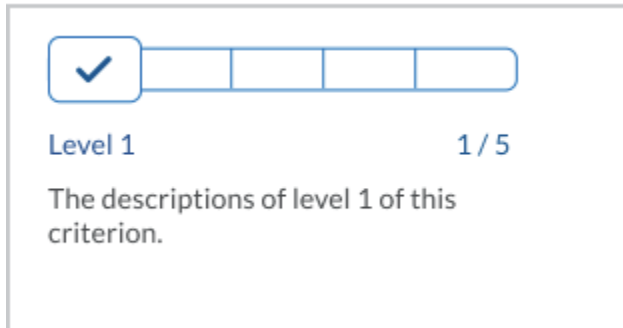 Level 1 1 / 5
The descriptions of level 1 of this
criterion.